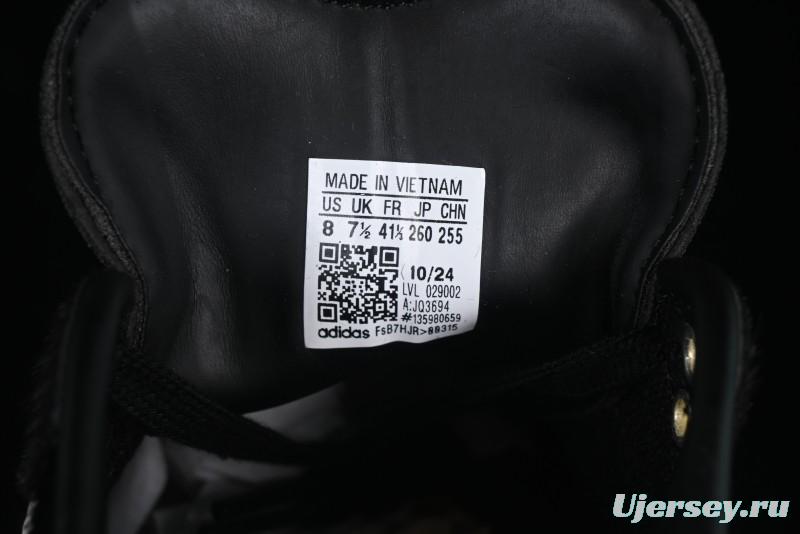 MADE IN VIETNAM
US UK FR JP CHN
8 7½ 41⅓ 260 255
10/24
LVL 029002
A:JQ3694
#135980659
adidas FsB7HJR>00315
Ujersey.ru